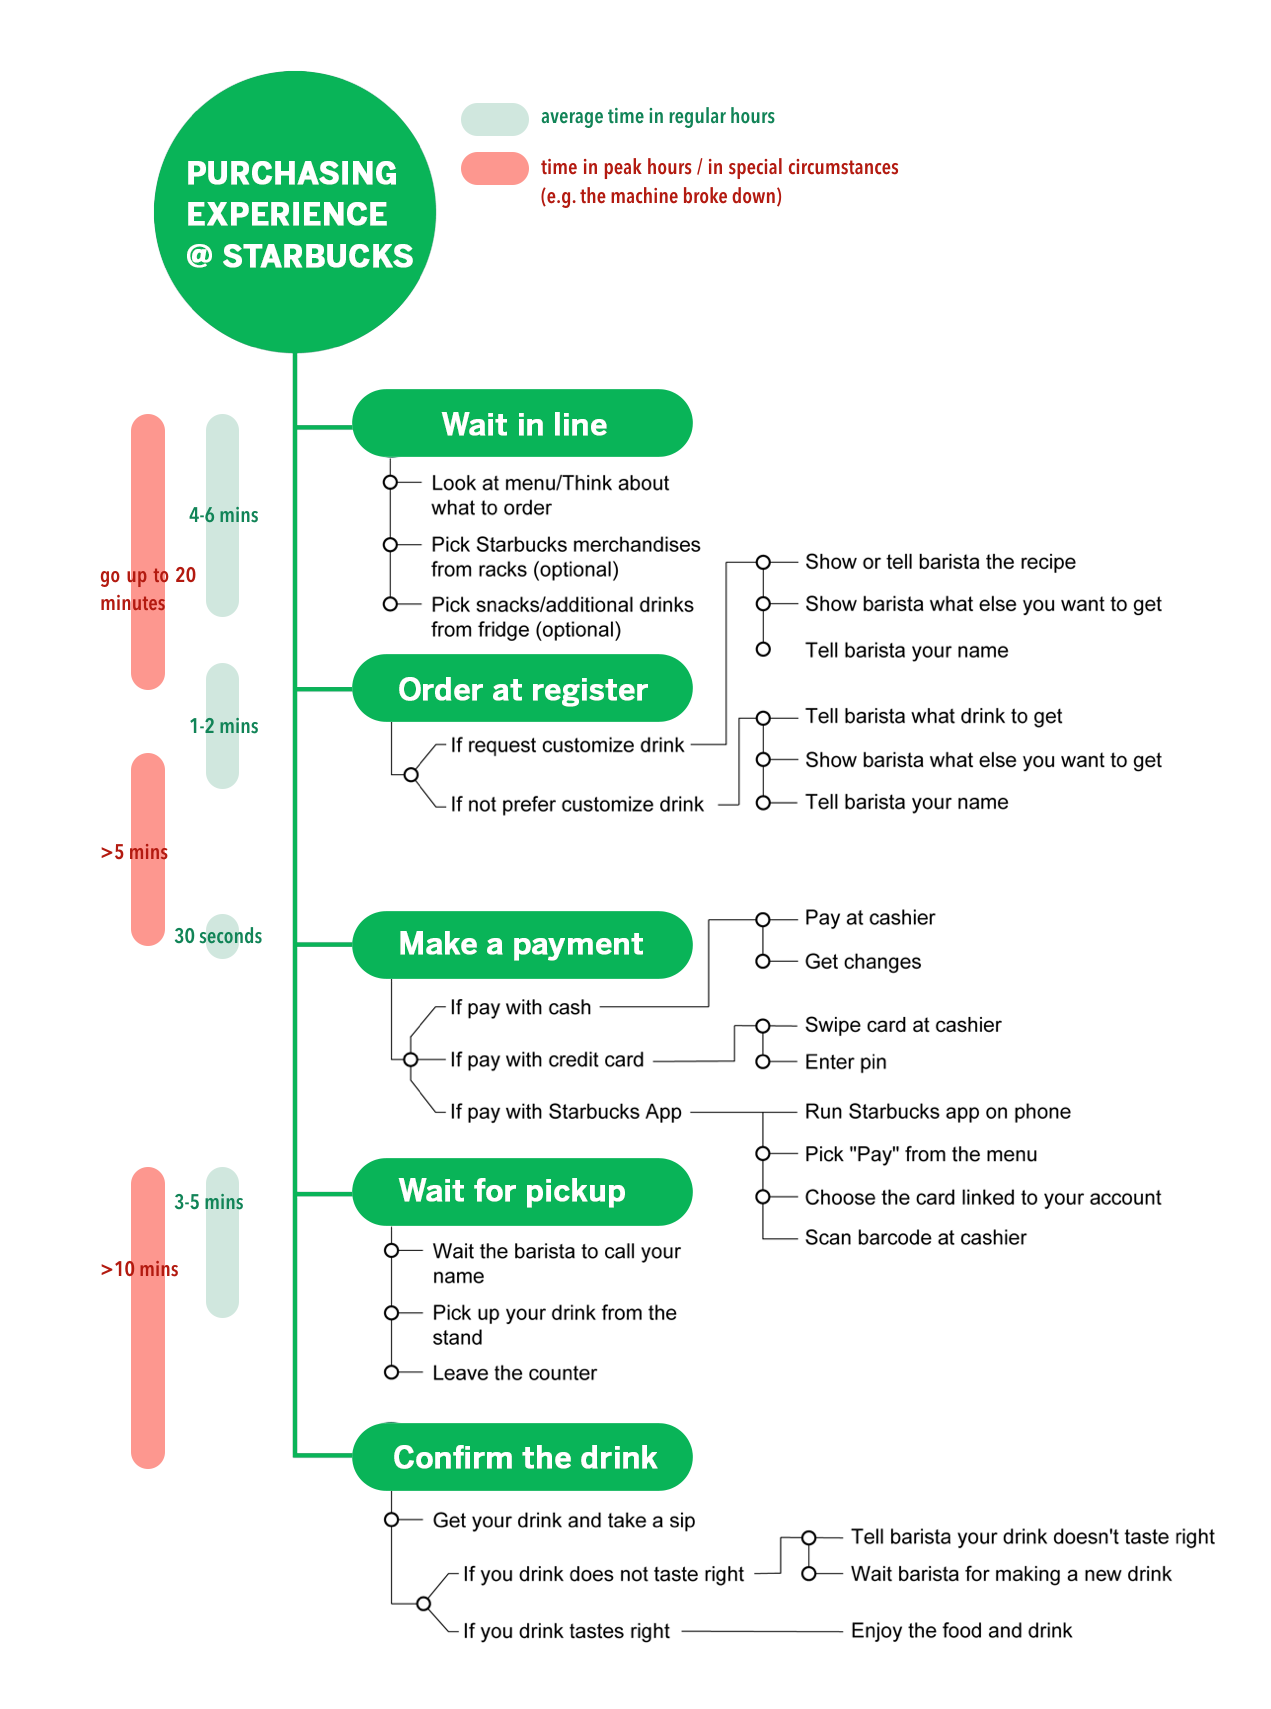 PURCHASING
EXPERIENCE
@ STARBUCKS
average time in regular hours
time in peak hours / in special circumstances
(e.g. the machine broke down)
Wait in line
4-6 mins
go up to 20
minutes
Look at menu/Think about
what to order
Pick Starbucks merchandises
from racks (optional)
Pick snacks/additional drinks
from fridge (optional)
Order at register
1-2 mins
>5 mins
If request customize drink
Show or tell barista the recipe
Show barista what else you want to get
Tell barista your name
If not prefer customize drink
Tell barista what drink to get
Show barista what else you want to get
Tell barista your name
Make a payment
30 seconds
If pay with cash
Pay at cashier
Get changes
If pay with credit card
Swipe card at cashier
Enter pin
If pay with Starbucks App
Run Starbucks app on phone
Pick "Pay" from the menu
Choose the card linked to your account
Scan barcode at cashier
Wait for pickup
3-5 mins
>10 mins
Wait the barista to call your
name
Pick up your drink from the
stand
Leave the counter
Confirm the drink
Get your drink and take a sip
If you drink does not taste right
Tell barista your drink doesn't taste right
Wait barista for making a new drink
If you drink tastes right
Enjoy the food and drink